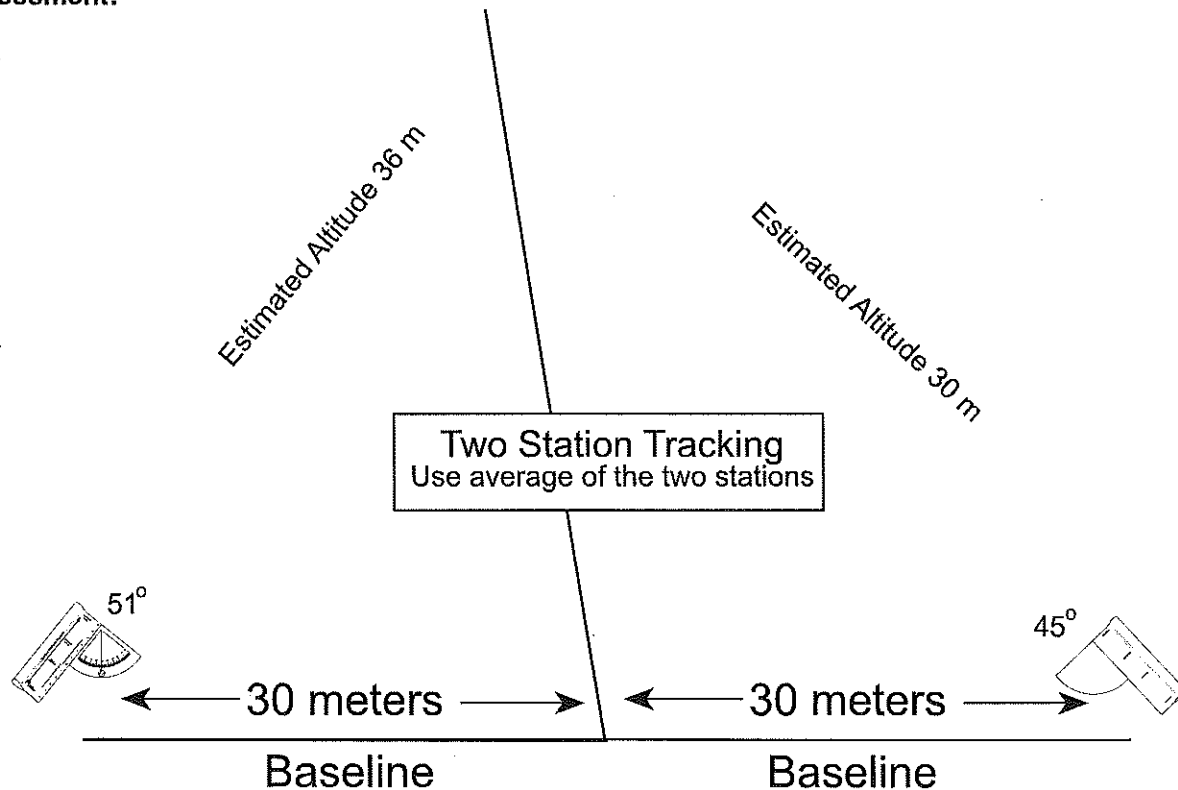 Estimated Altitude 36 m
Estimated Altitude 30 m
Two Station Tracking
Use average of the two stations
51°
45°
30 meters
30 meters
Baseline
Baseline